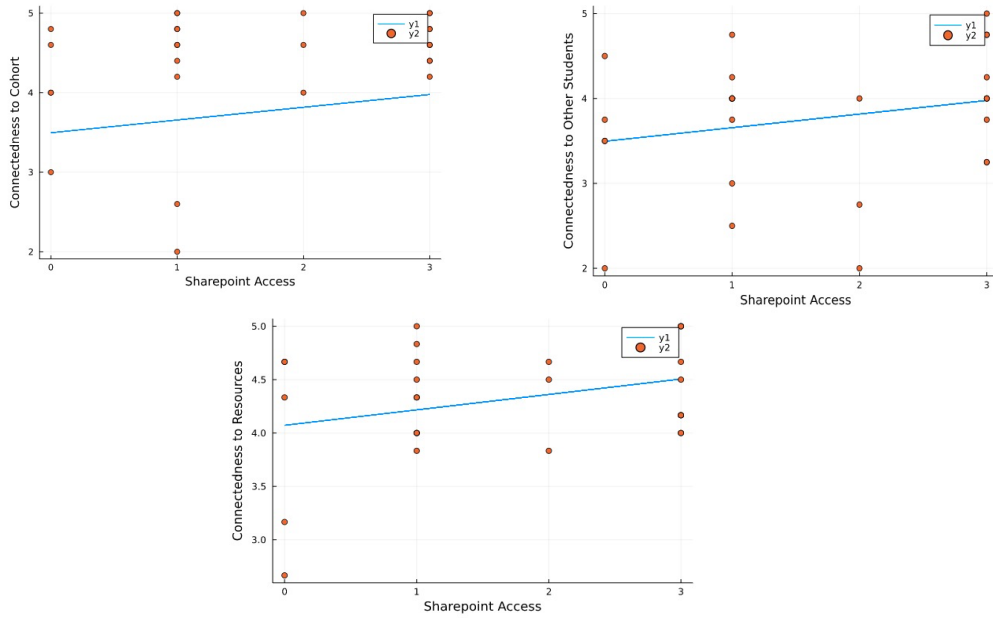 Connectedness to Cohort
5
4
3
2
0 1 2 3
Sharepoint Access
y1
y2
Connectedness to Other Students
5
4
3
2
0 1 2 3
Sharepoint Access
y1
y2
Connectedness to Resources
5.0
4.5
4.0
3.5
3.0
0 1 2 3
Sharepoint Access
y1
y2